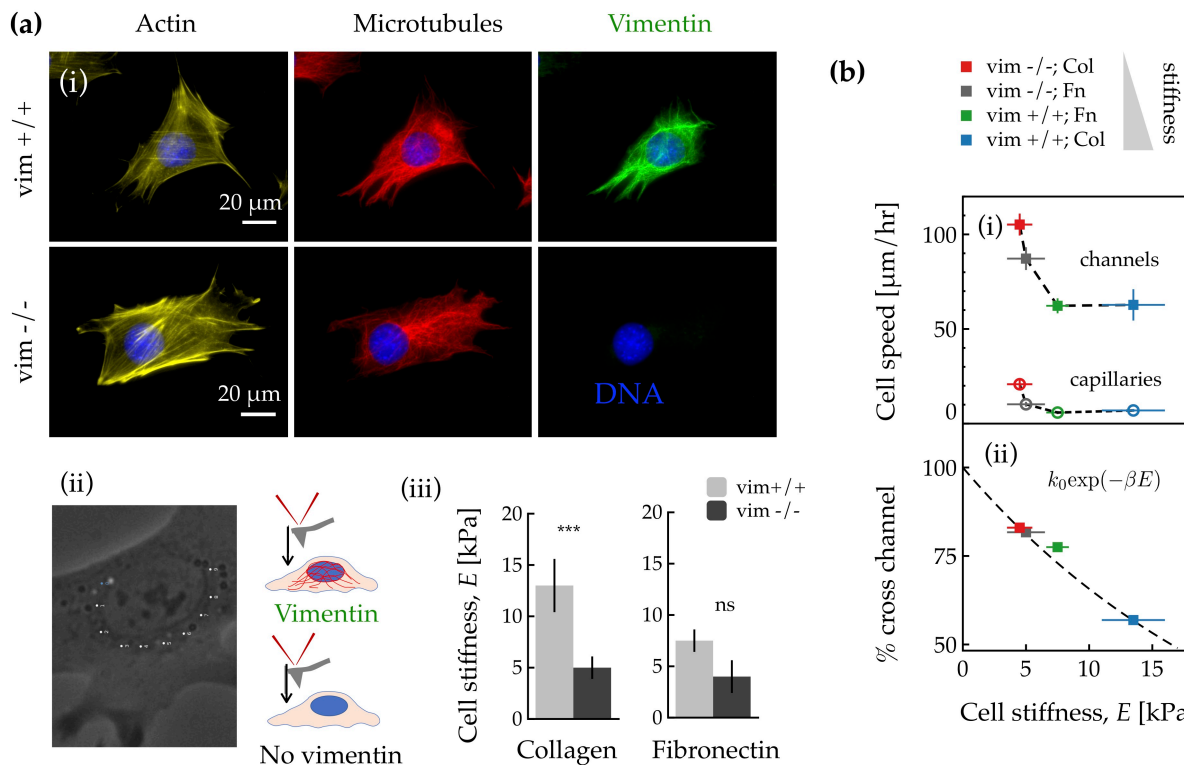 (a)
Actin
Microtubules
Vimentin
(i)
vim +/+
20 µm
vim -/-
20 µm
DNA
(ii)
Vimentin
No vimentin
(iii)
vim+/+
vim -/-
Cell stiffness, E [kPa]
20
15
10
5
0
***
Collagen
20
15
10
5
0
ns
Fibronectin
(b)
vim -/-; Col
vim -/-; Fn
vim +/+; Fn
vim +/+; Col
stiffness
(i)
Cell speed [µm/hr]
100
50
0
channels
capillaries
(ii)
% cross channel
100
75
50
k₀exp(−βE)
0
5
10
15
Cell stiffness, E [kPa